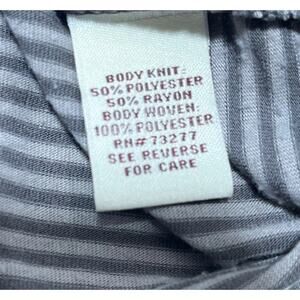 BODY KNIT:
50% POLYESTER
50% RAYON
BODY WOVEN:
100% POLYESTER
RN# 73277
SEE REVERSE
FOR CARE